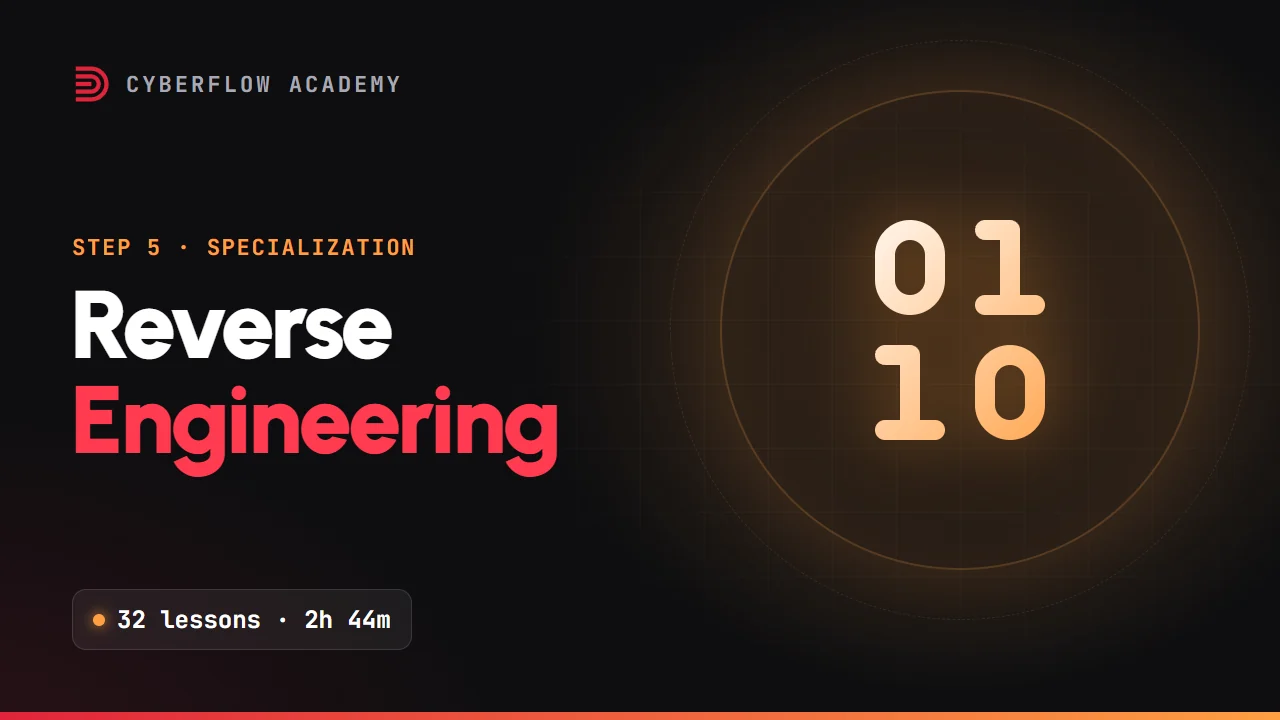 CYBERFLOW ACADEMY
STEP 5 · SPECIALIZATION
Reverse
Engineering
32 lessons · 2h 44m
01
10